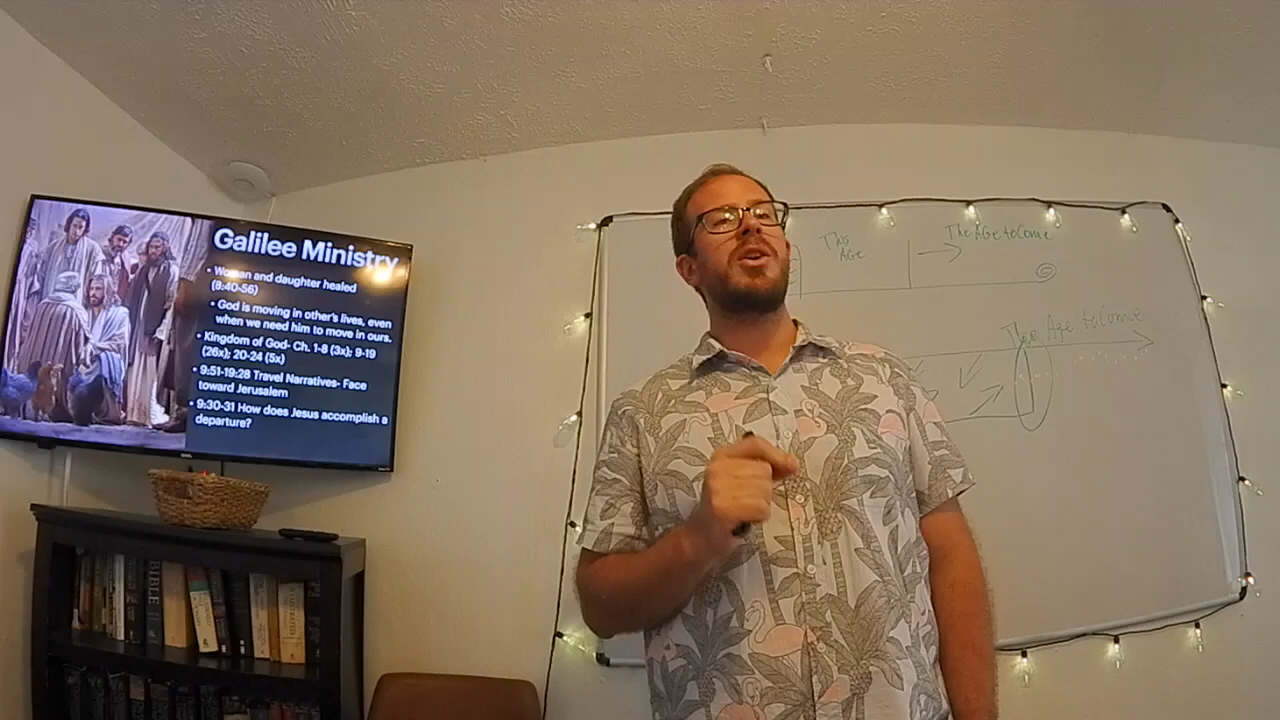 Galilee Ministry
• Woman and daughter healed
(8:40-56)
• God is moving in other's lives, even
when we need him to move in ours.
• Kingdom of God- Ch. 1-8 (3x); 9-19
(26x); 20-24 (5x)
• 9:51-19:28 Travel Narratives- Face
toward Jerusalem
• 9:30-31 How does Jesus accomplish a
departure?
This
Age
The Age to Come
The Age to Come
BIBLE